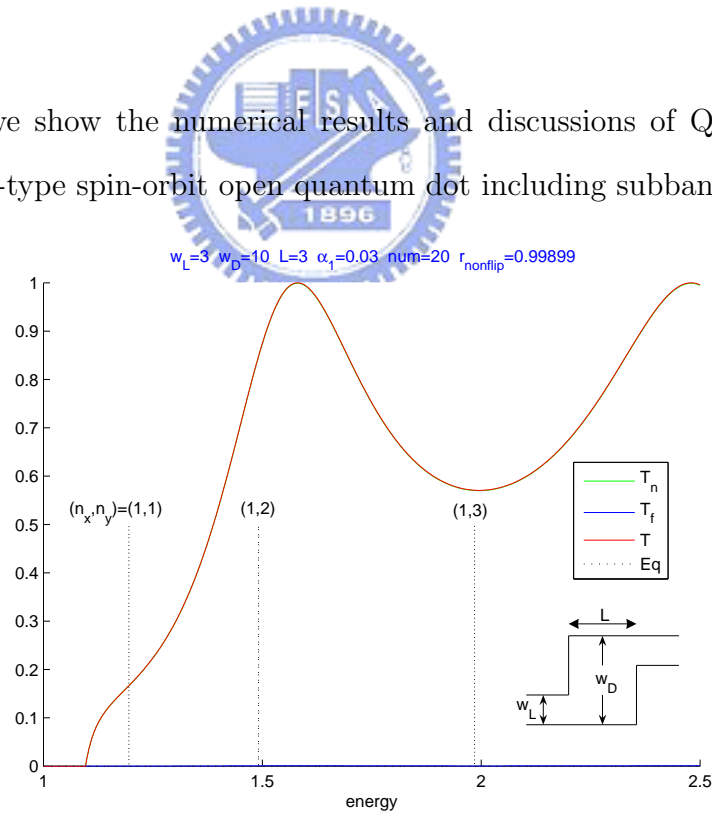 ve show the numerical results and discussions of Q
-type spin-orbit open quantum dot including subban
ES
1896
w_L=3 w_D=10 L=3 α_1=0.03 num=20 r_nonflip=0.99899
1
0.9
0.8
0.7
0.6
0.5
0.4
0.3
0.2
0.1
0
(n_x,n_y)=(1,1)
(1,2)
(1,3)
T_n
T_f
T
Eq
L
w_D
w_L
1
1.5
2
2.5
energy